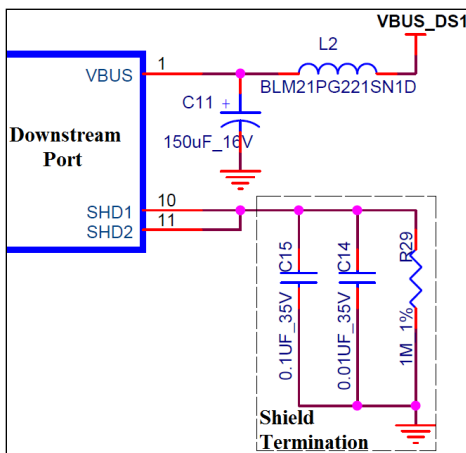 VBUS_DS1
L2
1
VBUS
BLM21PG221SN1D
C11 +
150uF_16V
Downstream
Port
10
SHD1
11
SHD2
C15
0.1UF_35V
C14
0.01UF_35V
R29
1M 1%
Shield
Termination